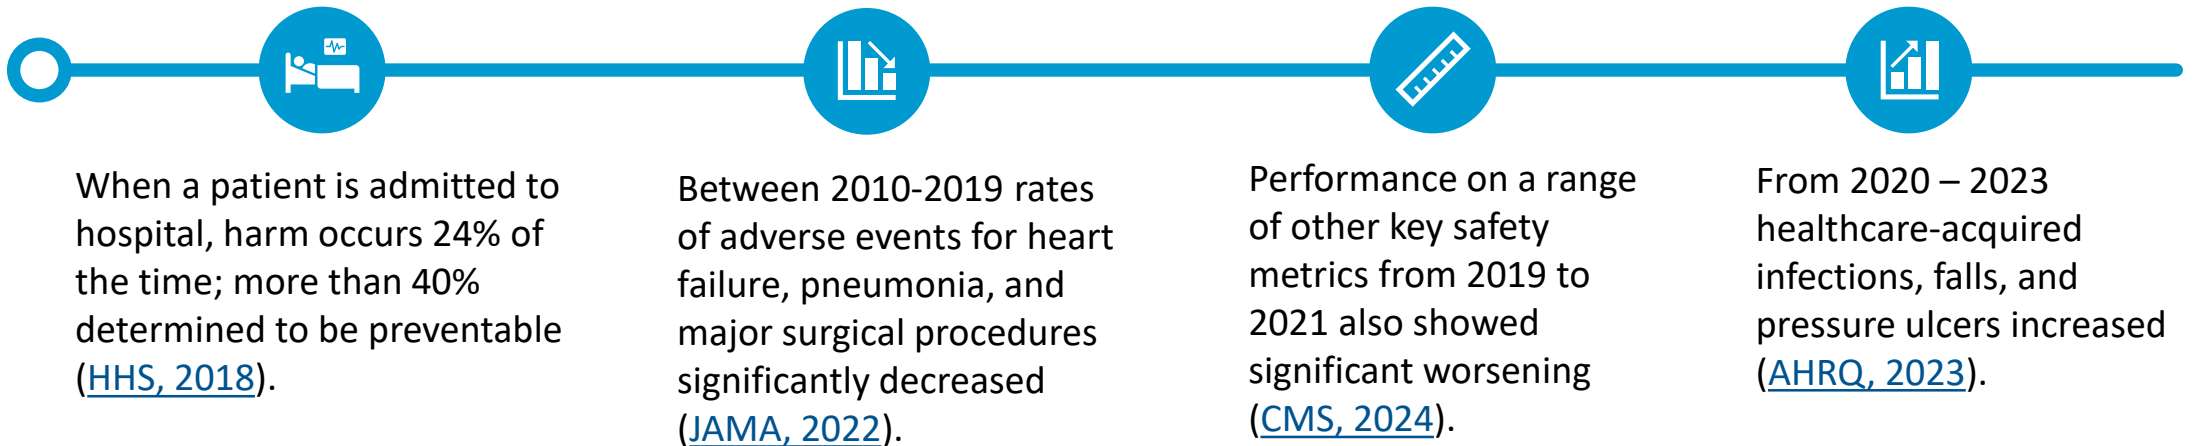 When a patient is admitted to
hospital, harm occurs 24% of
the time; more than 40%
determined to be preventable
(HHS, 2018).
Between 2010-2019 rates
of adverse events for heart
failure, pneumonia, and
major surgical procedures
significantly decreased
(JAMA, 2022).
Performance on a range
of other key safety
metrics from 2019 to
2021 also showed
significant worsening
(CMS, 2024).
From 2020 – 2023
healthcare-acquired
infections, falls, and
pressure ulcers increased
(AHRQ, 2023).